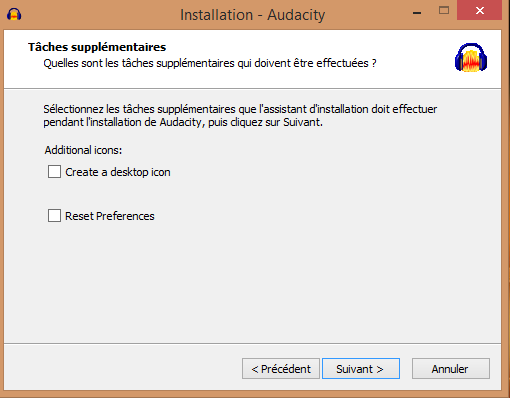 Installation - Audacity
Tâches supplémentaires
Quelles sont les tâches supplémentaires qui doivent être effectuées ?
Sélectionnez les tâches supplémentaires que l'assistant d'installation doit effectuer
pendant l'installation de Audacity, puis cliquez sur Suivant.
Additional icons:
Create a desktop icon
Reset Preferences
< Précédent
Suivant >
Annuler